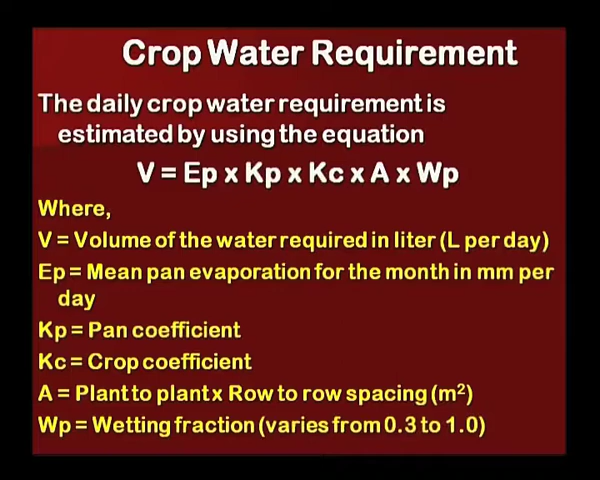 Crop Water Requirement
The daily crop water requirement is
estimated by using the equation
V = Ep x Kp x Kc x A x Wp
Where,
V = Volume of the water required in liter (L per day)
Ep = Mean pan evaporation for the month in mm per
day
Kp = Pan coefficient
Kc = Crop coefficient
A = Plant to plant x Row to row spacing (m²)
Wp = Wetting fraction (varies from 0.3 to 1.0)